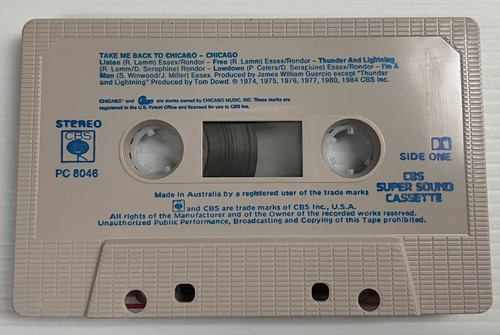 TAKE ME BACK TO CHICAGO – CHICAGO
Listen (R. Lamm) Essex/Rondor – Free (R. Lamm) Essex/Rondor – Thunder And Lightning
(R. Lamm/D. Seraphine) Rondor – Lowdown (P. Cetera/D. Seraphine) Essex/Rondor – I'm A
Man (S. Winwood/J. Miller) Essex. Produced by James William Guercio except "Thunder
and Lightning" Produced by Tom Dowd. ℗ 1974, 1975, 1976, 1977, 1980, 1984 CBS Inc.
CHICAGO® and Chicago are marks owned by CHICAGO MUSIC, INC. These marks are
registered in the U.S. Patent Office and licensed for use to CBS Inc.
STEREO
CBS
PC 8046
SIDE ONE
CBS
SUPER SOUND
CASSETTE
Made in Australia by a registered user of the trade marks
and CBS are trade marks of CBS Inc., U.S.A.
All rights of the Manufacturer and of the Owner of the recorded works reserved.
Unauthorized Public Performance, Broadcasting and Copying of this Tape prohibited.